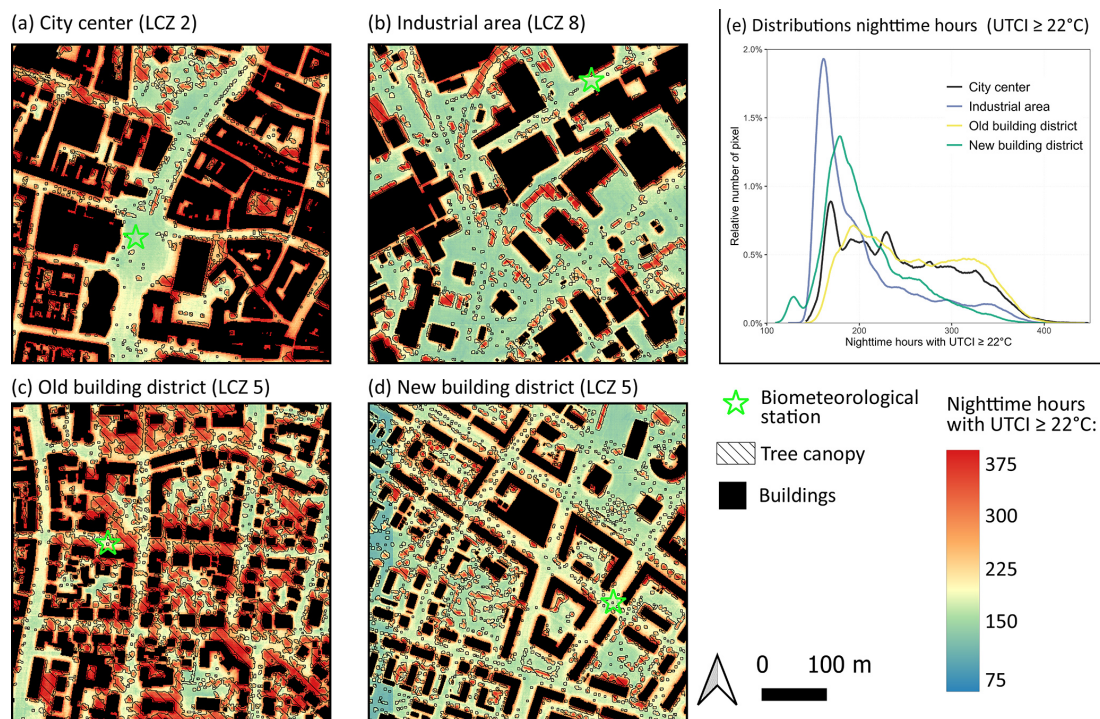 (a) City center (LCZ 2)
(b) Industrial area (LCZ 8)
(e) Distributions nighttime hours (UTCI ≥ 22°C)
2.0%
1.5%
1.0%
0.5%
0.0%
Relative number of pixel
City center
Industrial area
Old building district
New building district
100
200
300
400
Nighttime hours with UTCI ≥ 22°C
(c) Old building district (LCZ 5)
(d) New building district (LCZ 5)
Biometeorological
station
Tree canopy
Buildings
0 100 m
Nighttime hours
with UTCI ≥ 22°C:
375
300
225
150
75